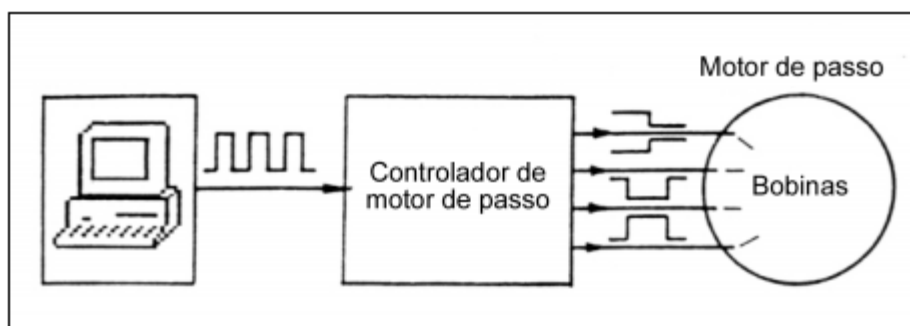 Motor de passo
Controlador de
motor de passo
Bobinas